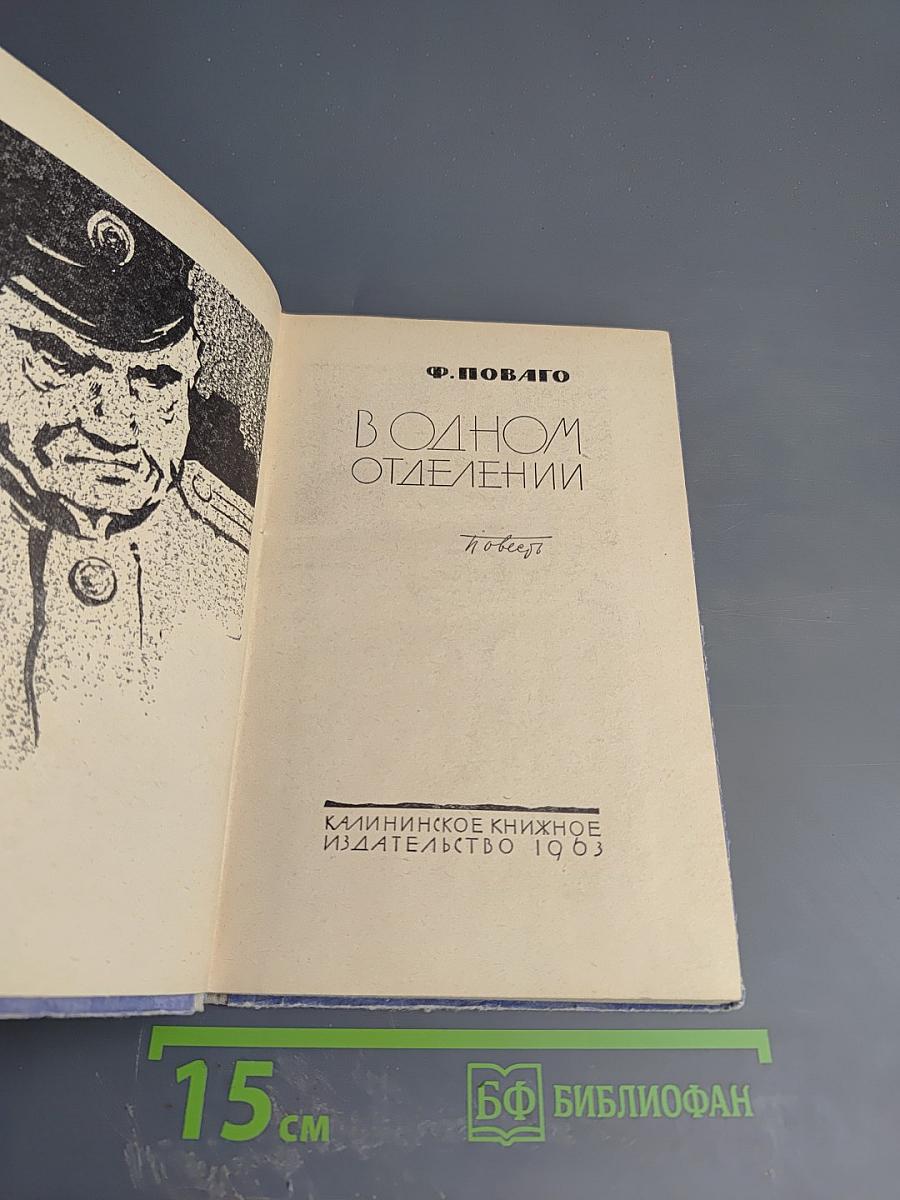 Ф. ПОВАГО
В ОДНОМ
ОТДЕЛЕНИИ
Повесть
КАЛИНИНСКОЕ КНИЖНОЕ
ИЗДАТЕЛЬСТВО 1963
15 см
БФ БИБЛИОФАН